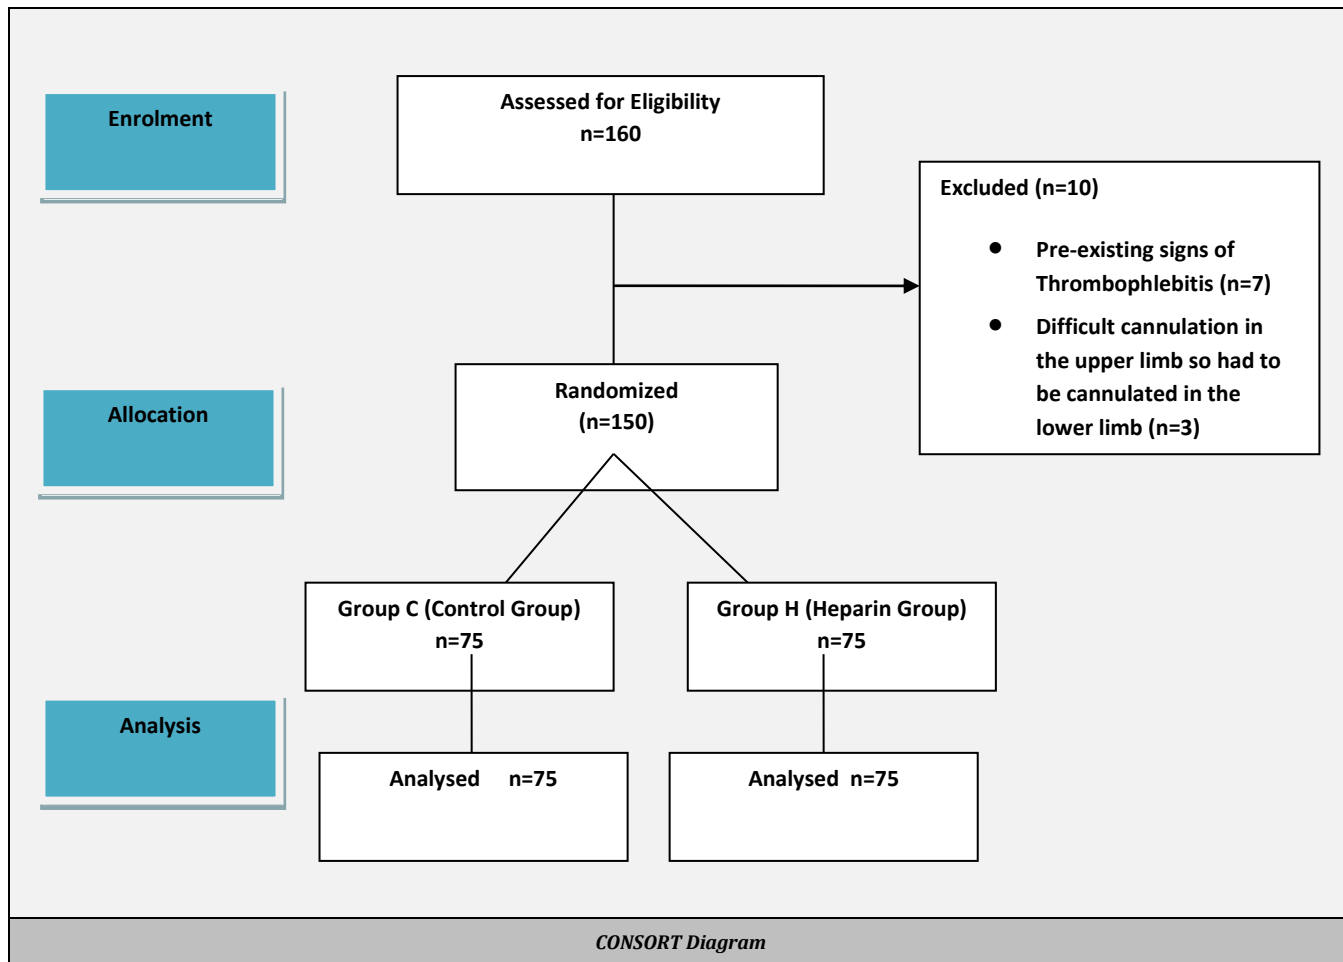 Enrolment
Assessed for Eligibility
n=160
Excluded (n=10)
● Pre-existing signs of
Thrombophlebitis (n=7)
● Difficult cannulation in
the upper limb so had to
be cannulated in the
lower limb (n=3)
Allocation
Randomized
(n=150)
Group C (Control Group)
n=75
Group H (Heparin Group)
n=75
Analysis
Analysed n=75
Analysed n=75
CONSORT Diagram